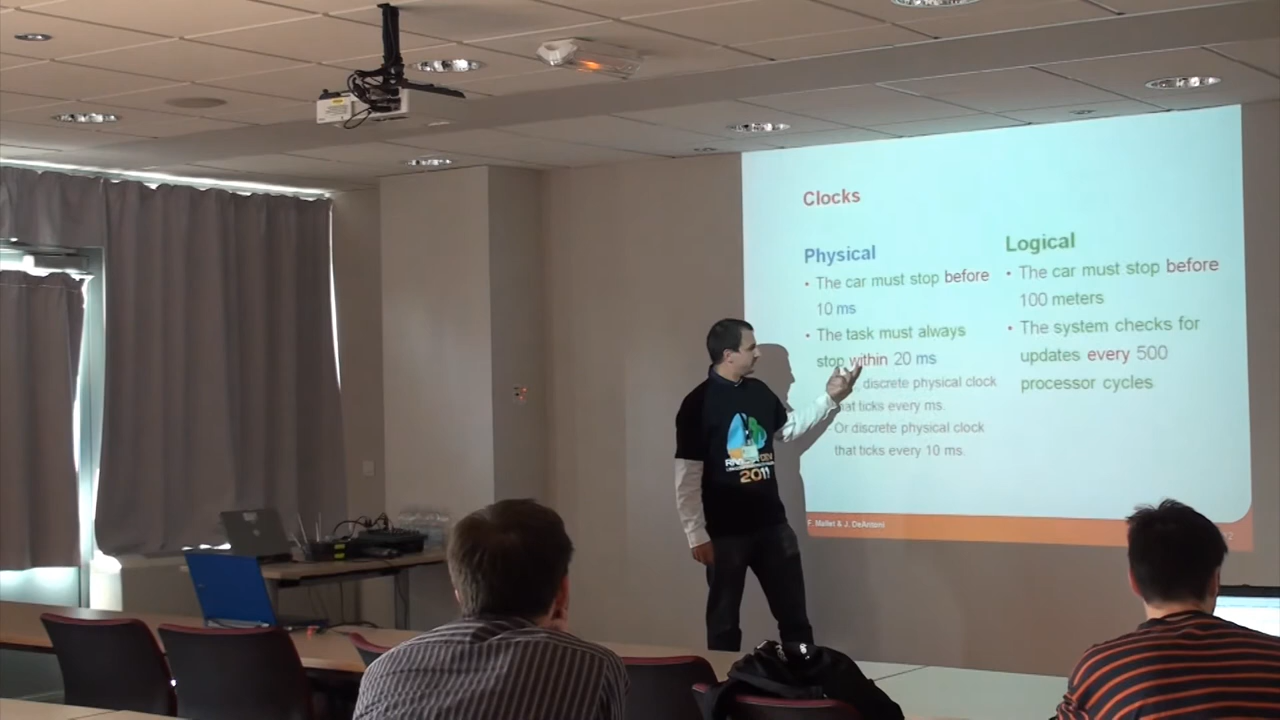 Clocks
Physical
• The car must stop before
10 ms
• The task must always
stop within 20 ms
discrete physical clock
that ticks every ms.
Or discrete physical clock
that ticks every 10 ms.
Logical
• The car must stop before
100 meters
• The system checks for
updates every 500
processor cycles
F. Mallet & J. DeAntoni
2011